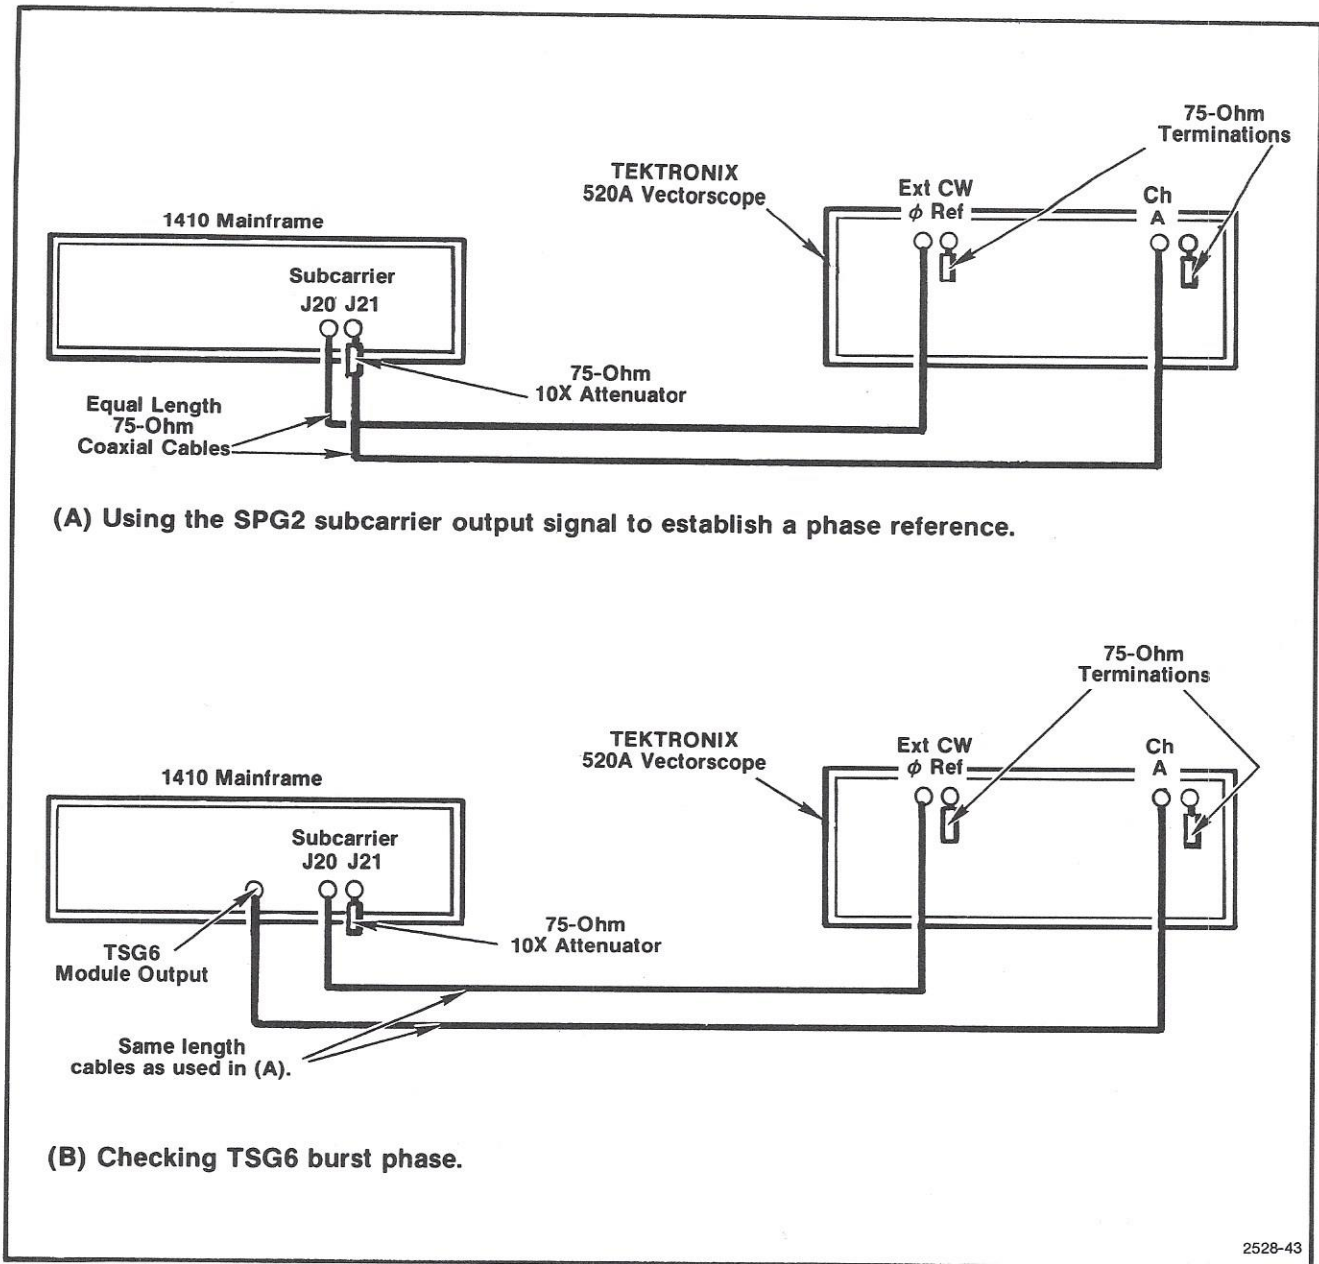 75-Ohm
Terminations
TEKTRONIX
520A Vectorscope
Ext CW
ϕ Ref
Ch
A
1410 Mainframe
Subcarrier
J20 J21
75-Ohm
10X Attenuator
Equal Length
75-Ohm
Coaxial Cables
(A) Using the SPG2 subcarrier output signal to establish a phase reference.
75-Ohm
Terminations
TEKTRONIX
520A Vectorscope
Ext CW
ϕ Ref
Ch
A
1410 Mainframe
Subcarrier
J20 J21
75-Ohm
10X Attenuator
TSG6
Module Output
Same length
cables as used in (A).
(B) Checking TSG6 burst phase.
2528-43